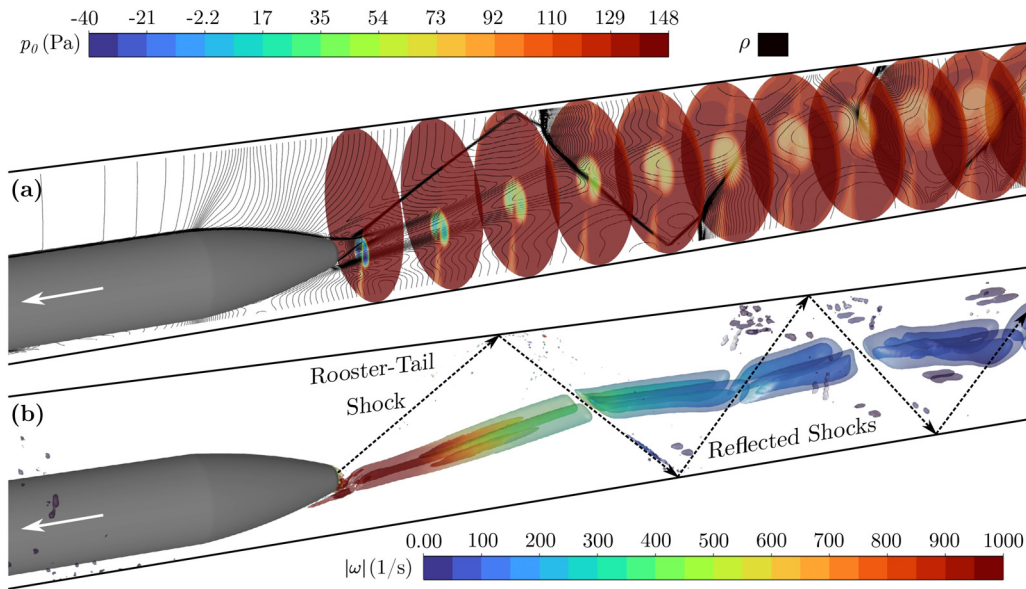 -40 -21 -2.2 17 35 54 73 92 110 129 148
p₀ (Pa)
ρ
(a)
Rooster-Tail
Shock
(b)
Reflected Shocks
0.00 100 200 300 400 500 600 700 800 900 1000
|ω| (1/s)